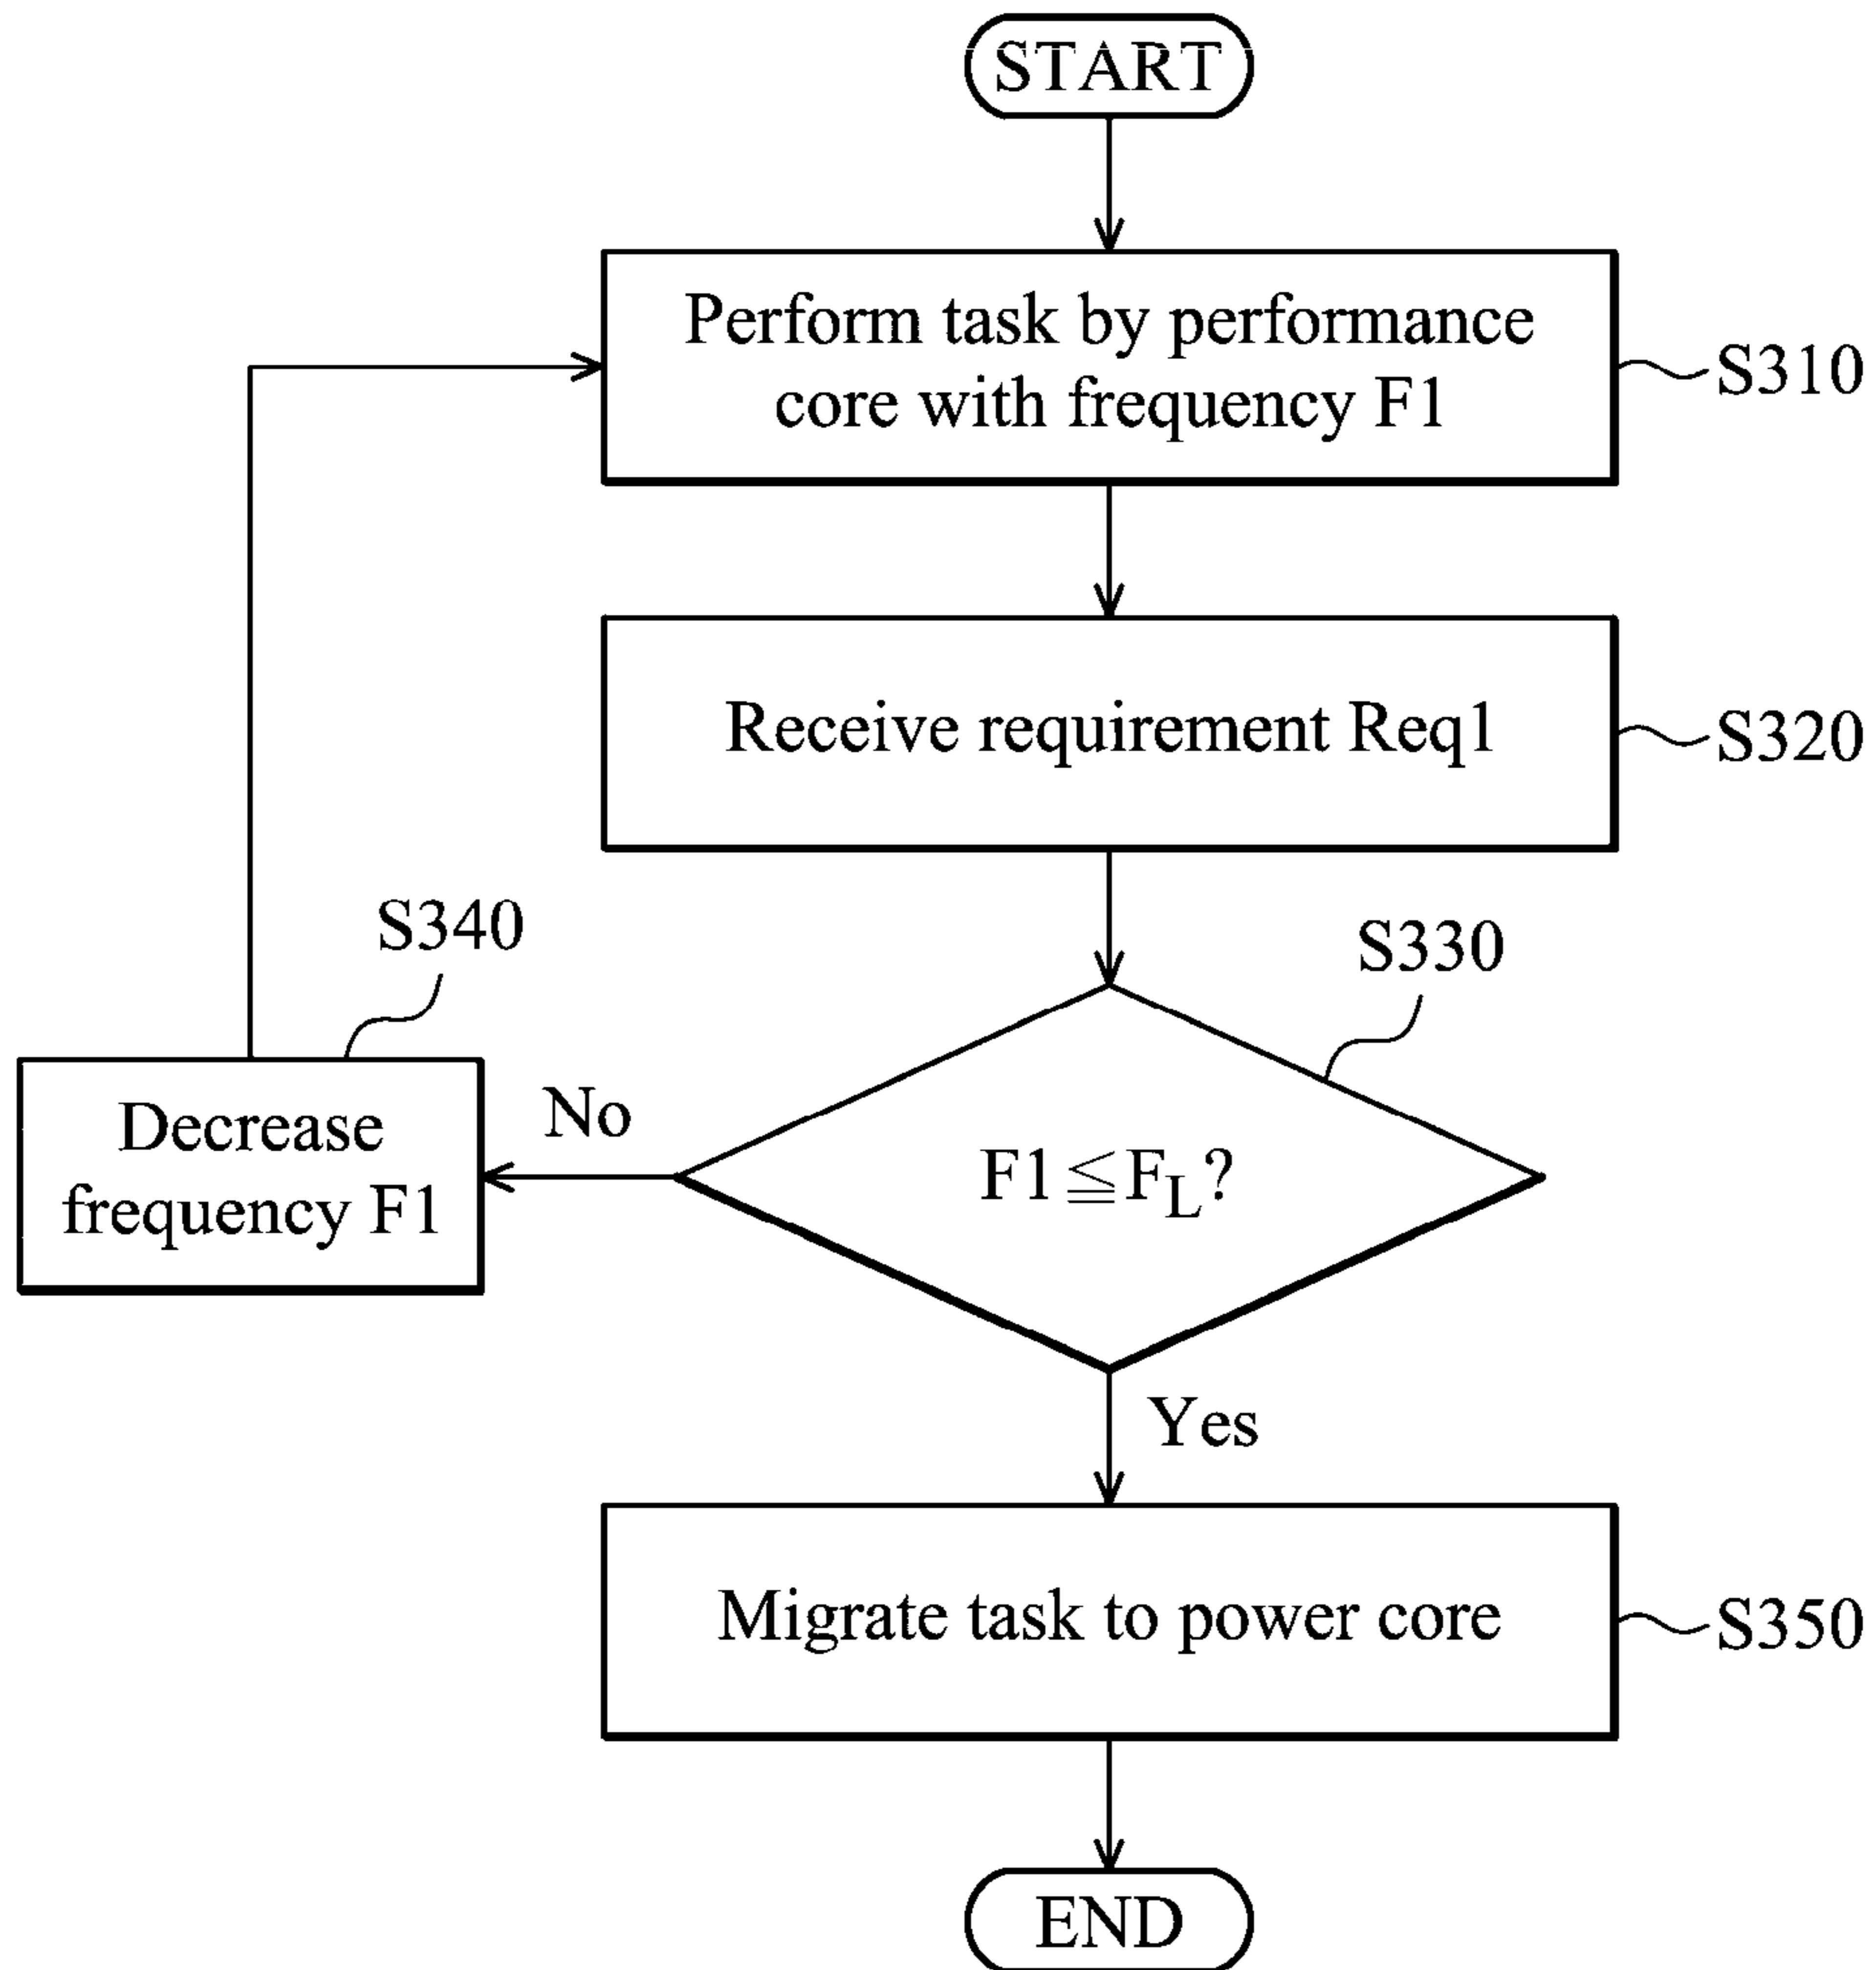 START
Perform task by performance
core with frequency F1
S310
Receive requirement Req1
S320
S340
S330
Decrease
frequency F1
No
F1≦F_L?
Yes
Migrate task to power core
S350
END